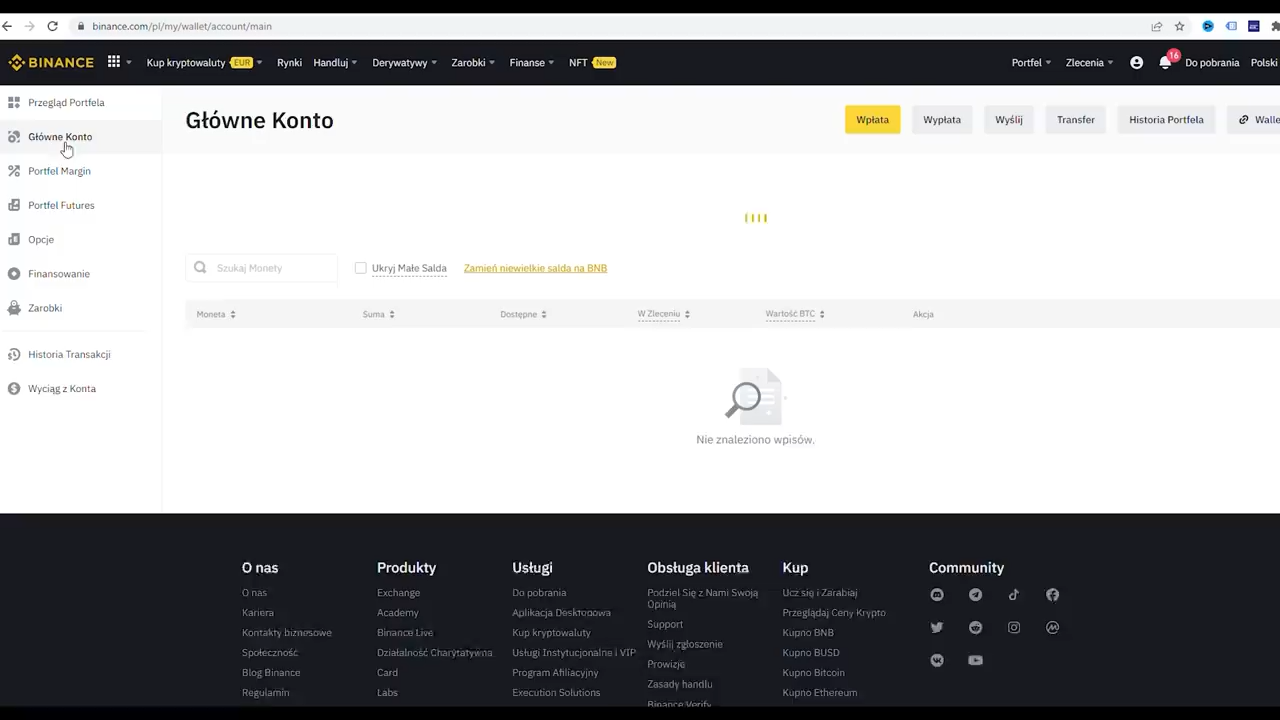 binance.com/pl/my/wallet/account/main
BINANCE Kup kryptowaluty EUR Rynki Handluj Derywatywy Zarobki Finanse NFT New Portfel Zlecenia 16 Do pobrania Polski
Przegląd Portfela
Główne Konto
Portfel Margin
Portfel Futures
Opcje
Finansowanie
Zarobki
Historia Transakcji
Wyciąg z Konta
Główne Konto
Wpłata Wypłata Wyślij Transfer Historia Portfela Walle
Szukaj Monety Ukryj Małe Salda Zamień niewielkie salda na BNB
Moneta Suma Dostępne W Zleceniu Wartość BTC Akcja
Nie znaleziono wpisów.
O nas
O nas
Kariera
Kontakty biznesowe
Społeczność
Blog Binance
Regulamin
Produkty
Exchange
Academy
Binance Live
Działalność Charytatywna
Card
Labs
Usługi
Do pobrania
Aplikacja Desktopowa
Kup kryptowaluty
Usługi Instytucjonalne i VIP
Program Afiliacyjny
Execution Solutions
Obsługa klienta
Podziel Się z Nami Swoją
Opinią
Support
Wyślij zgłoszenie
Prowizje
Zasady handlu
Binance Verify
Kup
Ucz się i Zarabiaj
Przeglądaj Ceny Krypto
Kupno BNB
Kupno BUSD
Kupno Bitcoin
Kupno Ethereum
Community